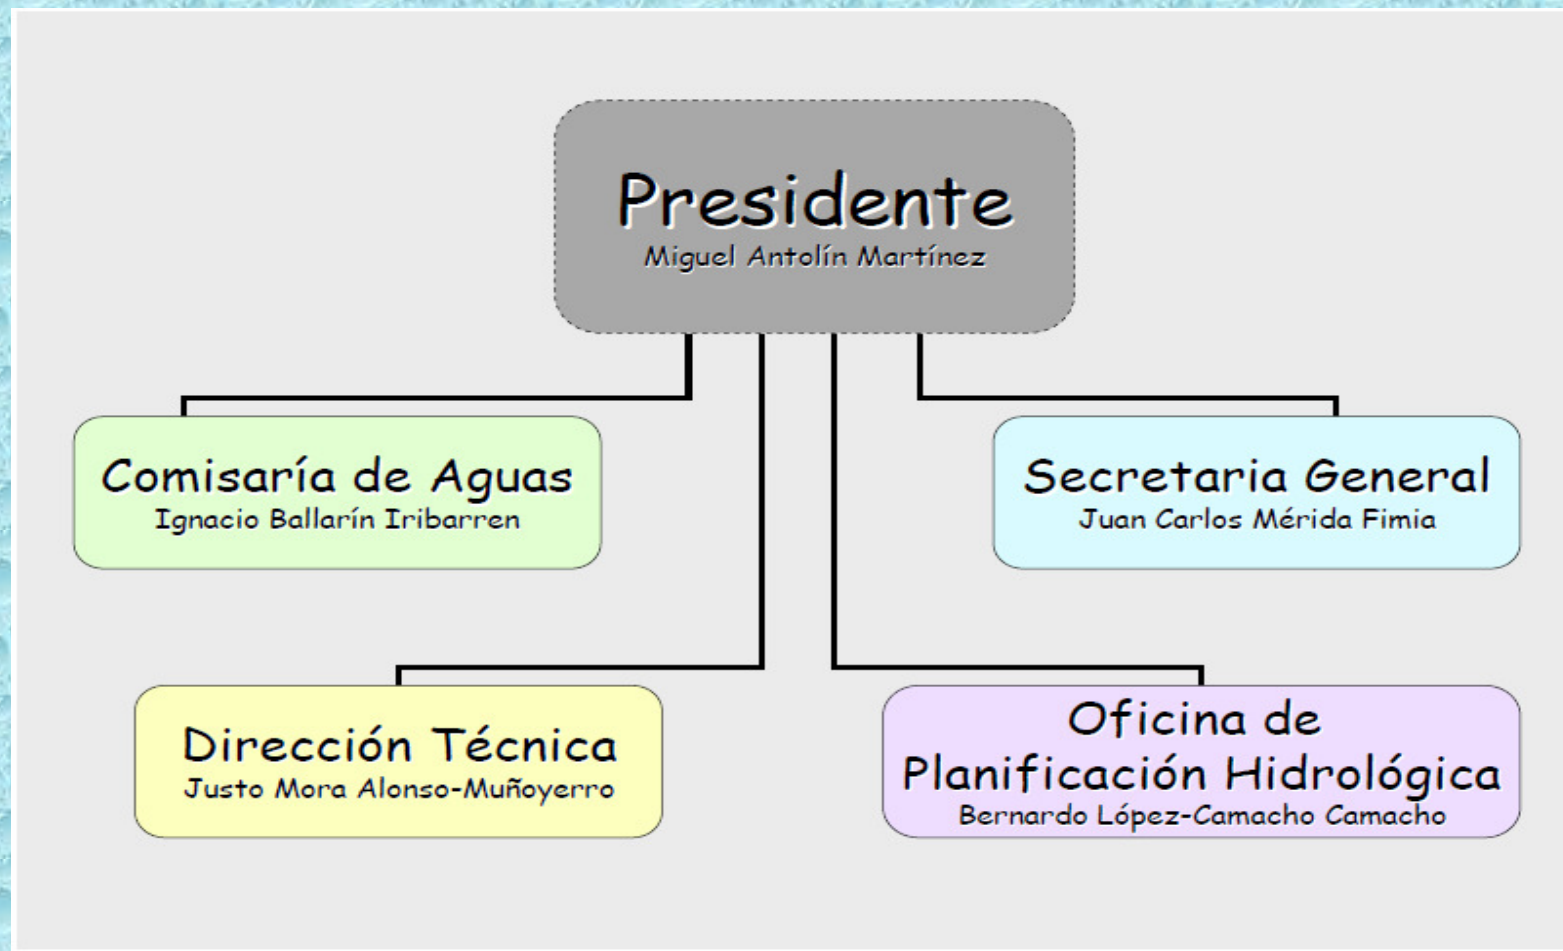 Presidente
Miguel Antolín Martínez
Comisaría de Aguas
Ignacio Ballarín Iribarren
Secretaria General
Juan Carlos Mérida Fimia
Dirección Técnica
Justo Mora Alonso-Muñoyerro
Oficina de
Planificación Hidrológica
Bernardo López-Camacho Camacho